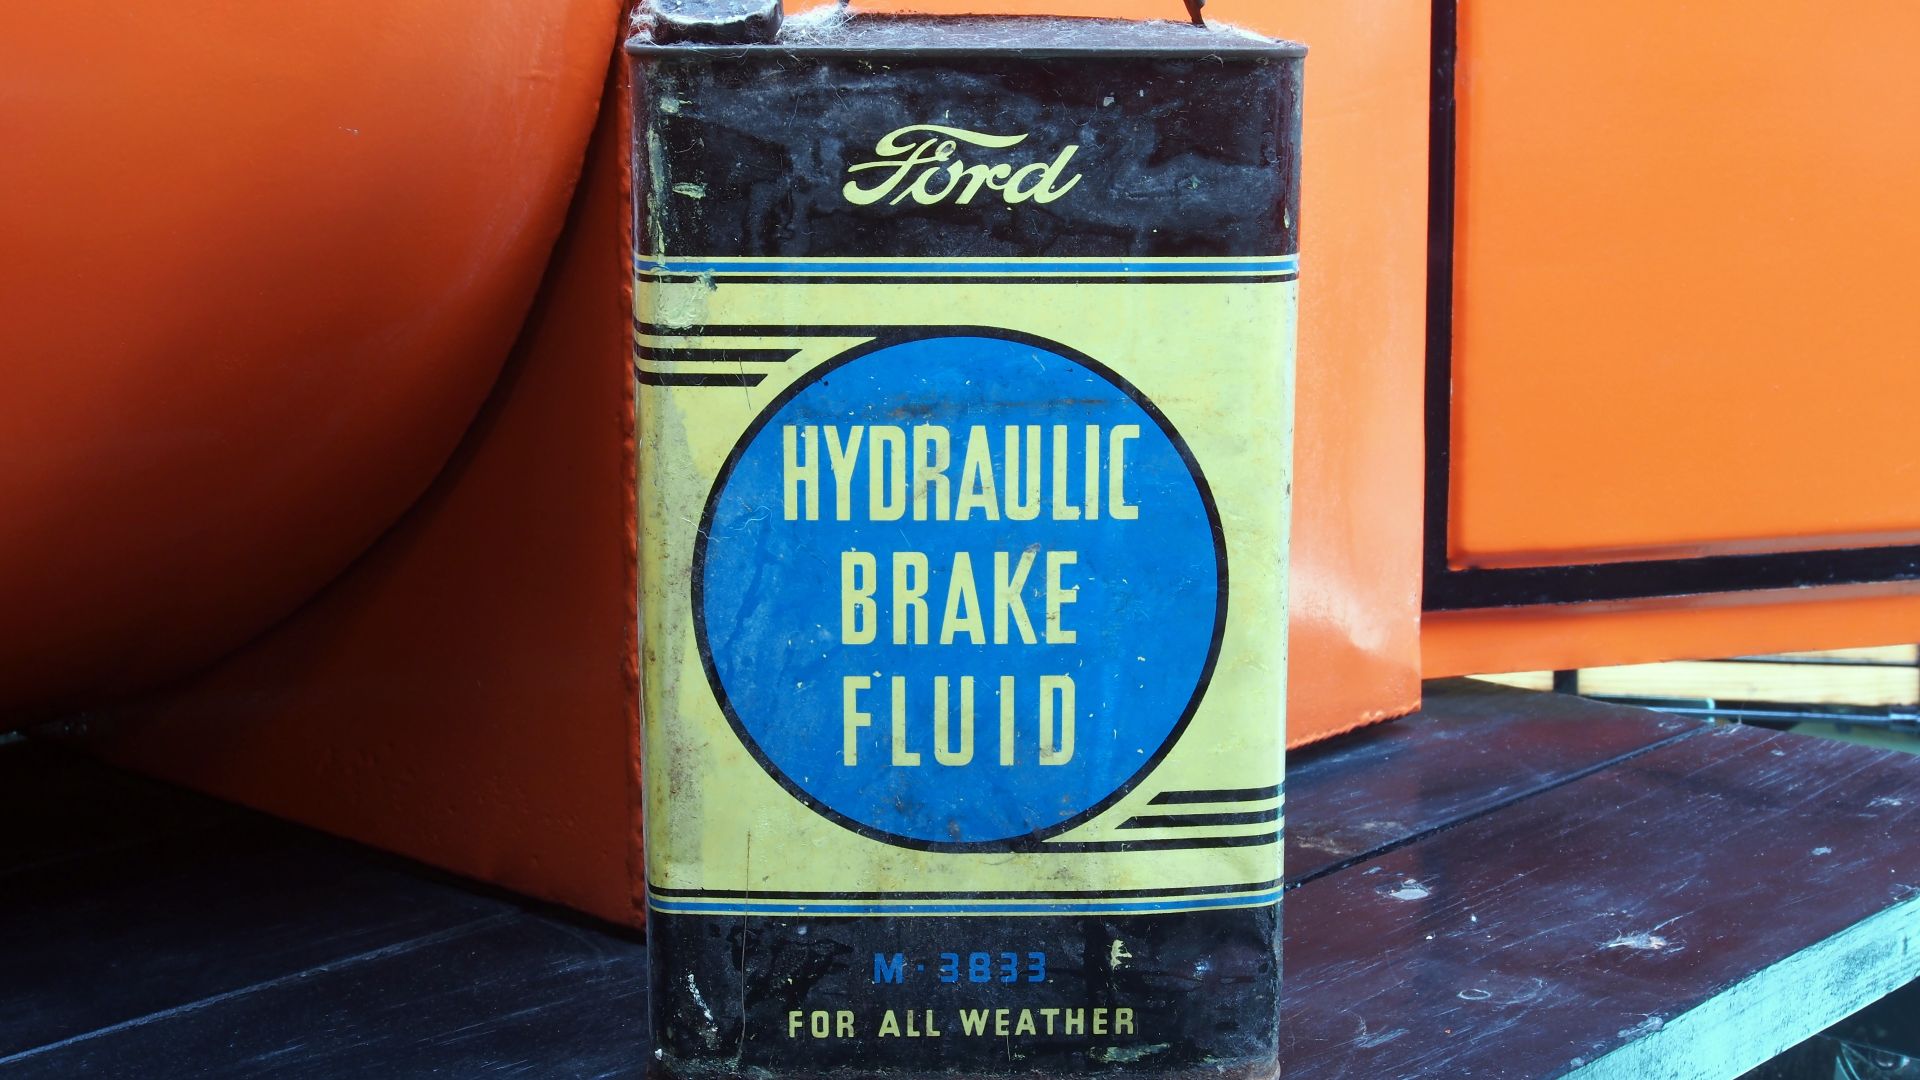 Ford
HYDRAULIC
BRAKE
FLUID
M-3833
FOR ALL WEATHER